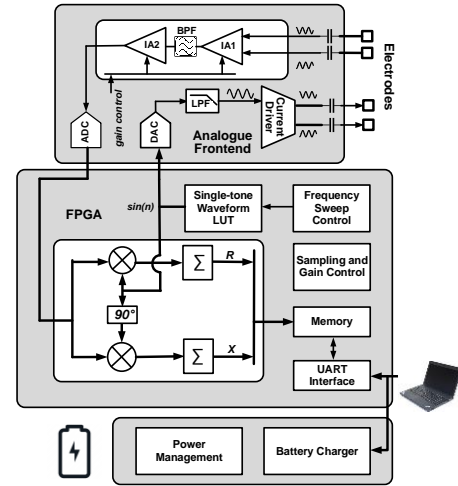 IA2
BPF
IA1
Electrodes
ADC
gain control
DAC
LPF
Current
Driver
Analogue
Frontend
FPGA
sin(n)
Single-tone
Waveform
LUT
Frequency
Sweep
Control
Σ
R
Sampling and
Gain Control
90°
Σ
X
Memory
UART
Interface
Power
Management
Battery Charger